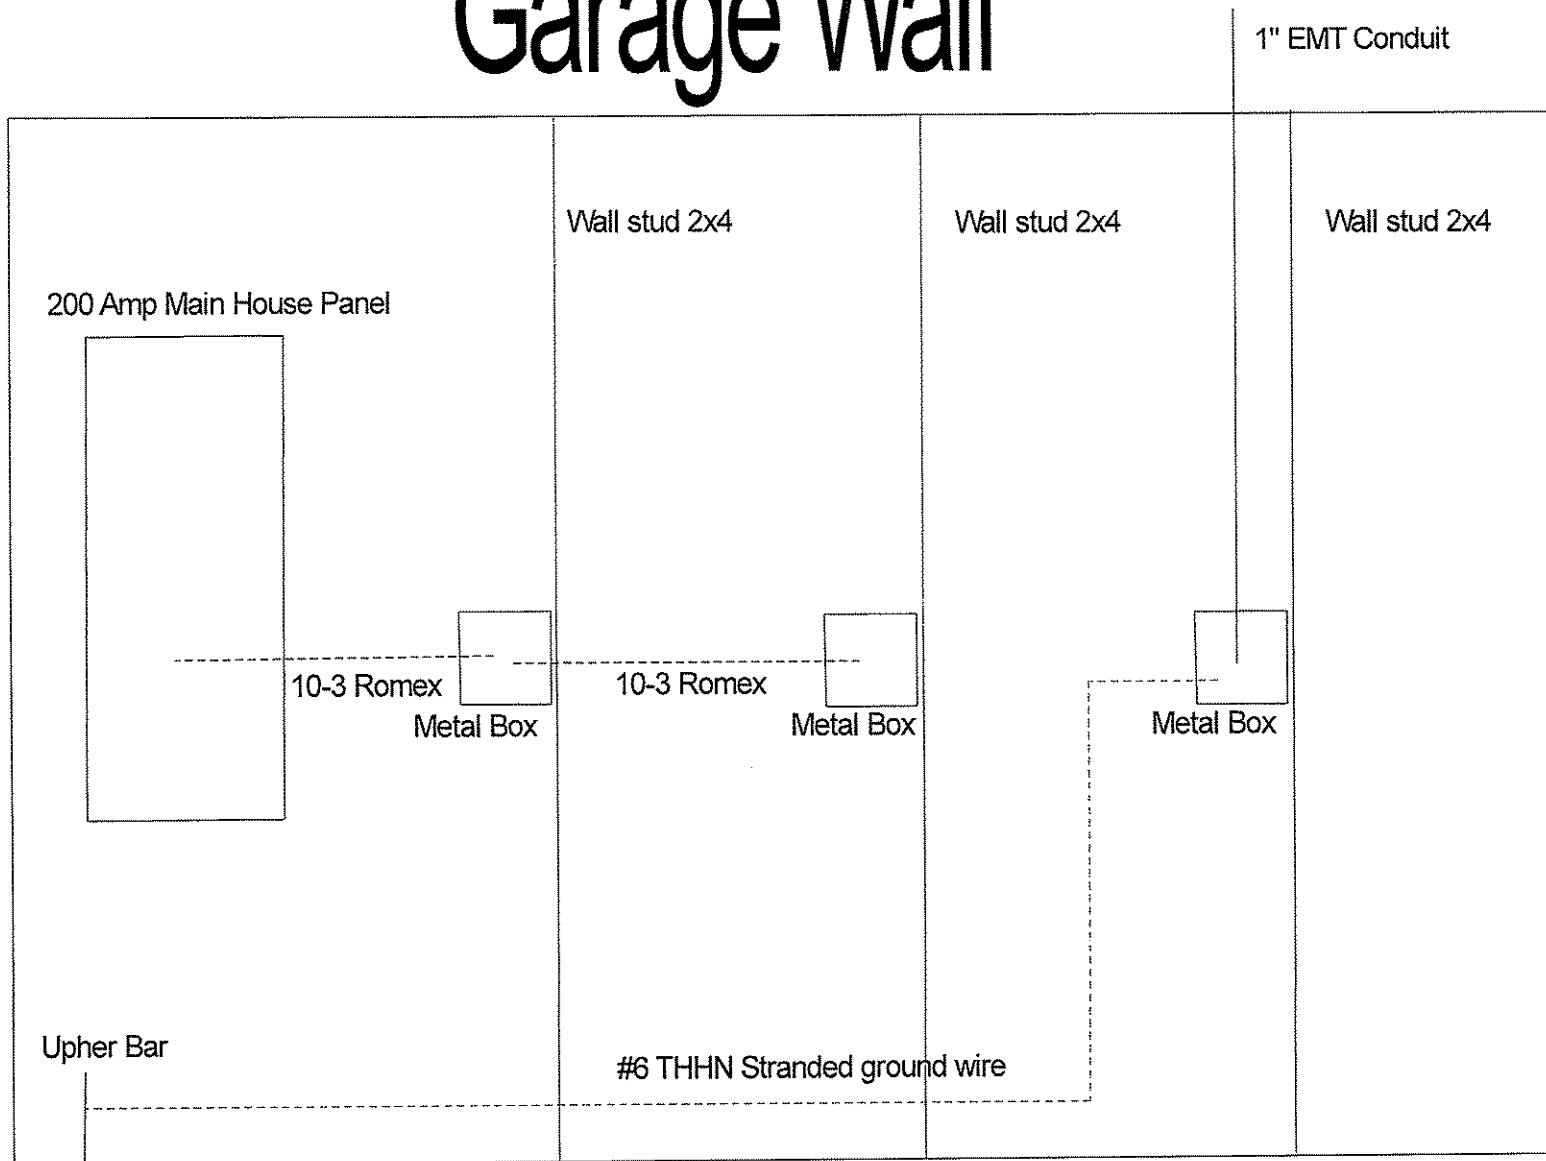 Garage Wall
1" EMT Conduit
Wall stud 2x4
Wall stud 2x4
Wall stud 2x4
200 Amp Main House Panel
10-3 Romex
10-3 Romex
Metal Box
Metal Box
Metal Box
Upher Bar
#6 THHN Stranded ground wire